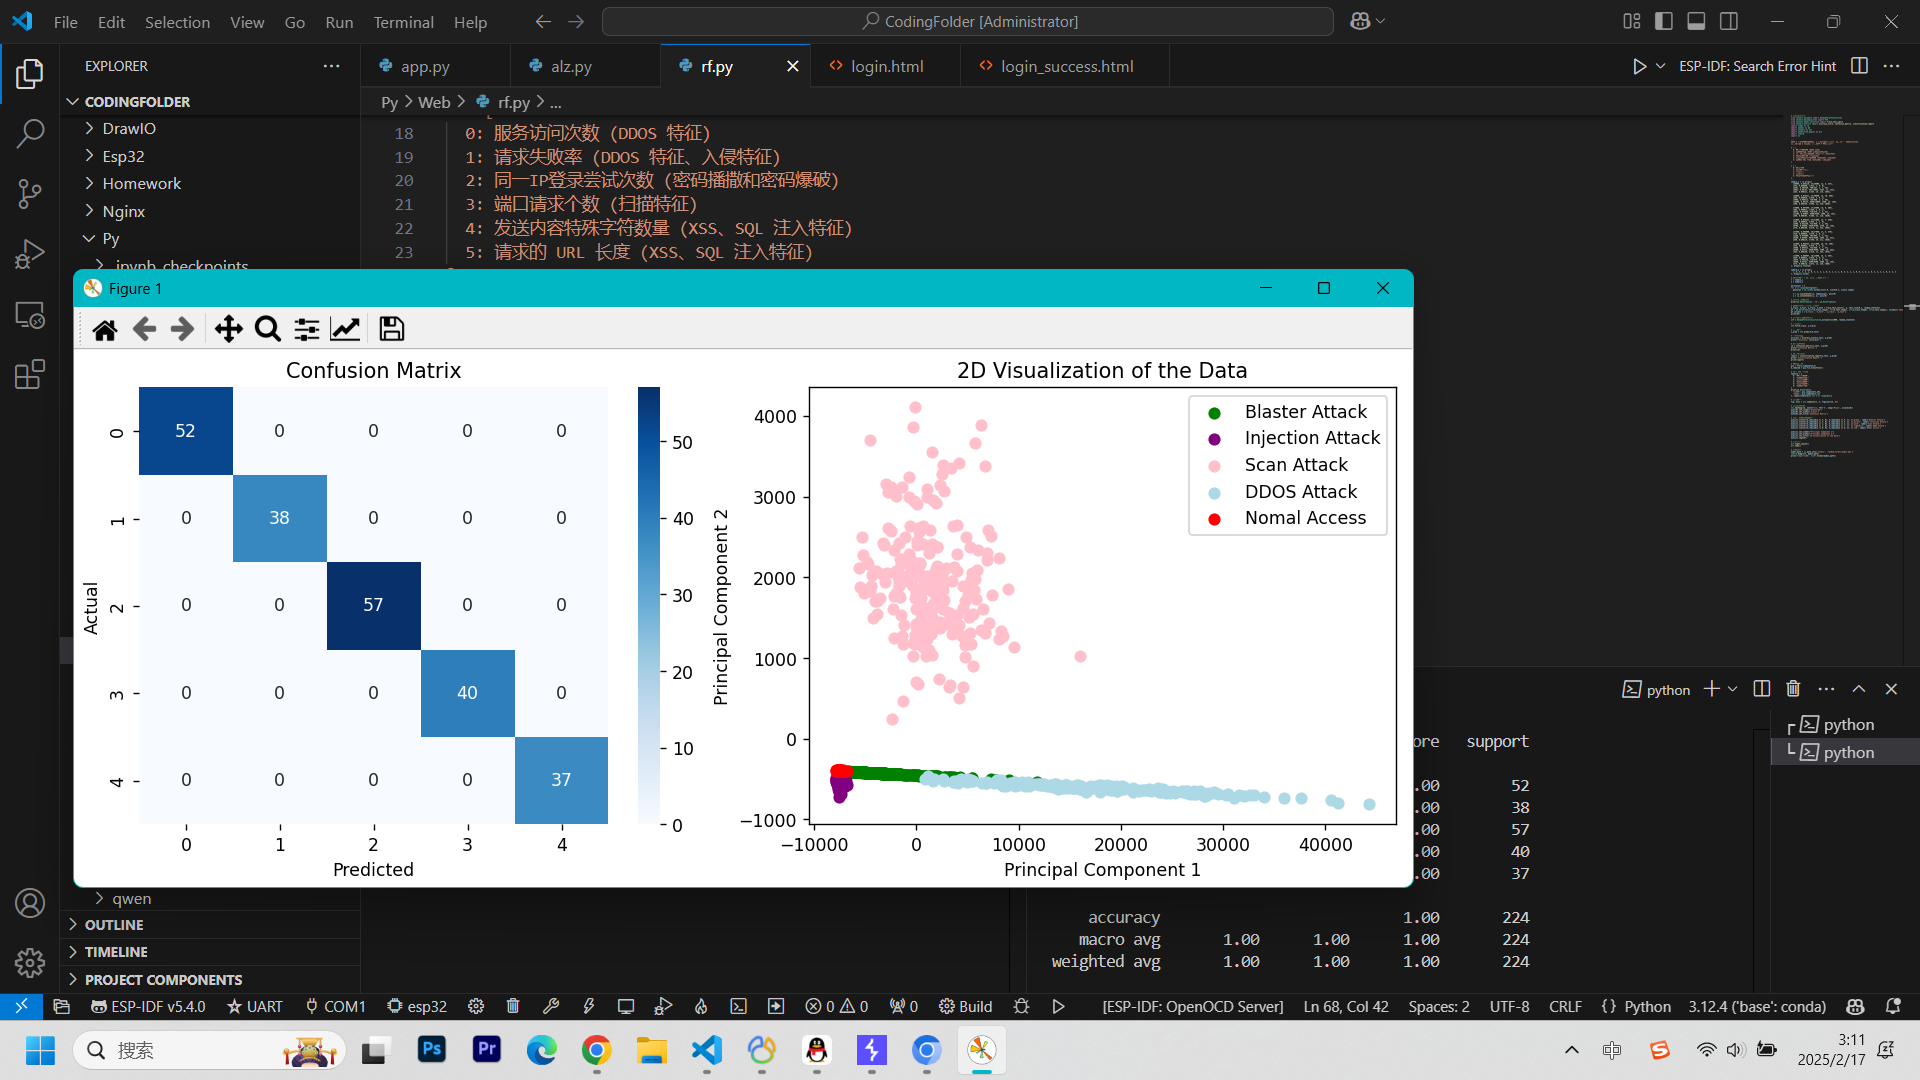 File Edit Selection View Go Run Terminal Help
CodingFolder [Administrator]
EXPLORER
app.py
alz.py
rf.py
login.html
login_success.html
ESP-IDF: Search Error Hint
CODINGFOLDER
Py > Web > rf.py > ...
DrawIO
Esp32
Homework
Nginx
Py
ipynb_checkpoints
18 0: 服务访问次数 (DDOS 特征)
19 1: 请求失败率 (DDOS 特征、入侵特征)
20 2: 同一IP登录尝试次数 (密码播撒和密码爆破)
21 3: 端口请求个数 (扫描特征)
22 4: 发送内容特殊字符数量 (XSS、SQL 注入特征)
23 5: 请求的 URL 长度 (XSS、SQL 注入特征)
Figure 1
Confusion Matrix
0 52 0 0 0 0
1 0 38 0 0 0
2 0 0 57 0 0
3 0 0 0 40 0
4 0 0 0 0 37
0 1 2 3 4
Actual
Predicted
50
40
30
20
10
0
2D Visualization of the Data
Blaster Attack
Injection Attack
Scan Attack
DDOS Attack
Nomal Access
4000
3000
2000
1000
0
−1000
−10000 0 10000 20000 30000 40000
Principal Component 2
Principal Component 1
qwen
OUTLINE
TIMELINE
PROJECT COMPONENTS
python
python
python
ore support
.00 52
.00 38
.00 57
.00 40
.00 37
accuracy 1.00 224
macro avg 1.00 1.00 1.00 224
weighted avg 1.00 1.00 1.00 224
ESP-IDF v5.4.0 UART COM1 esp32 0 0 0 Build [ESP-IDF: OpenOCD Server] Ln 68, Col 42 Spaces: 2 UTF-8 CRLF {} Python 3.12.4 ('base': conda)
搜索
Ps
Pr
中
3:11
2025/2/17